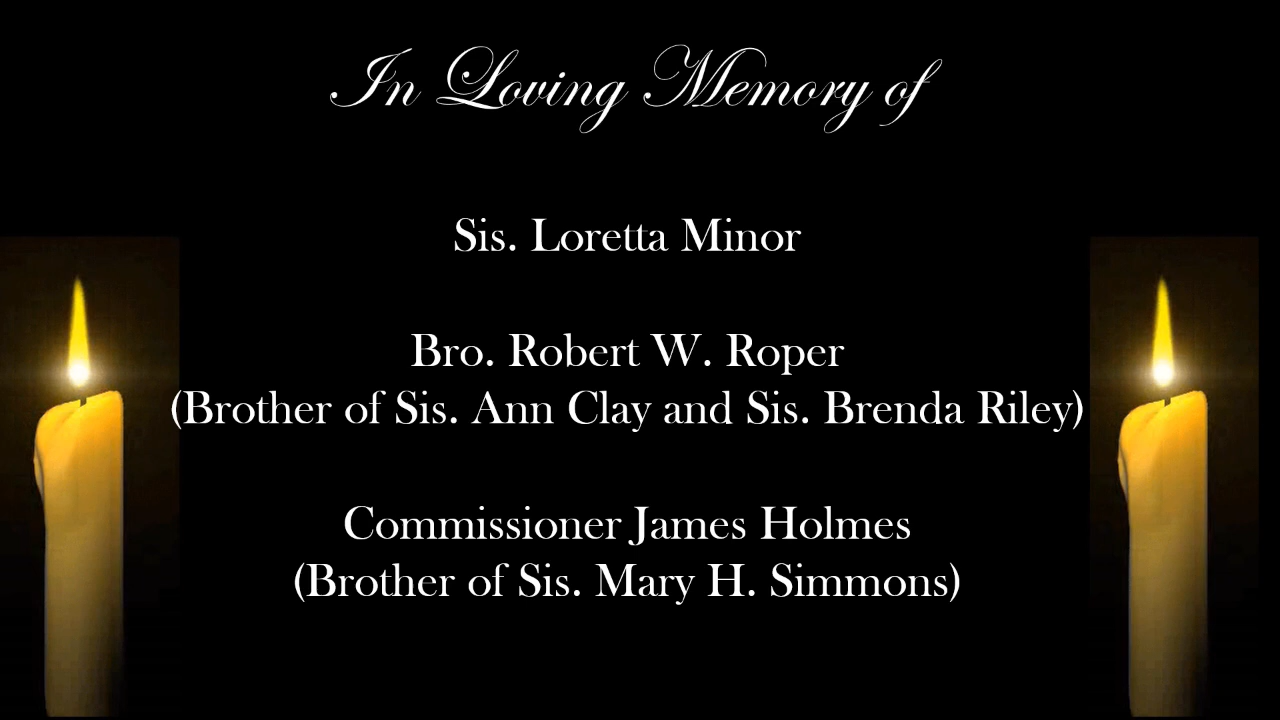 In Loving Memory of
Sis. Loretta Minor
Bro. Robert W. Roper
(Brother of Sis. Ann Clay and Sis. Brenda Riley)
Commissioner James Holmes
(Brother of Sis. Mary H. Simmons)